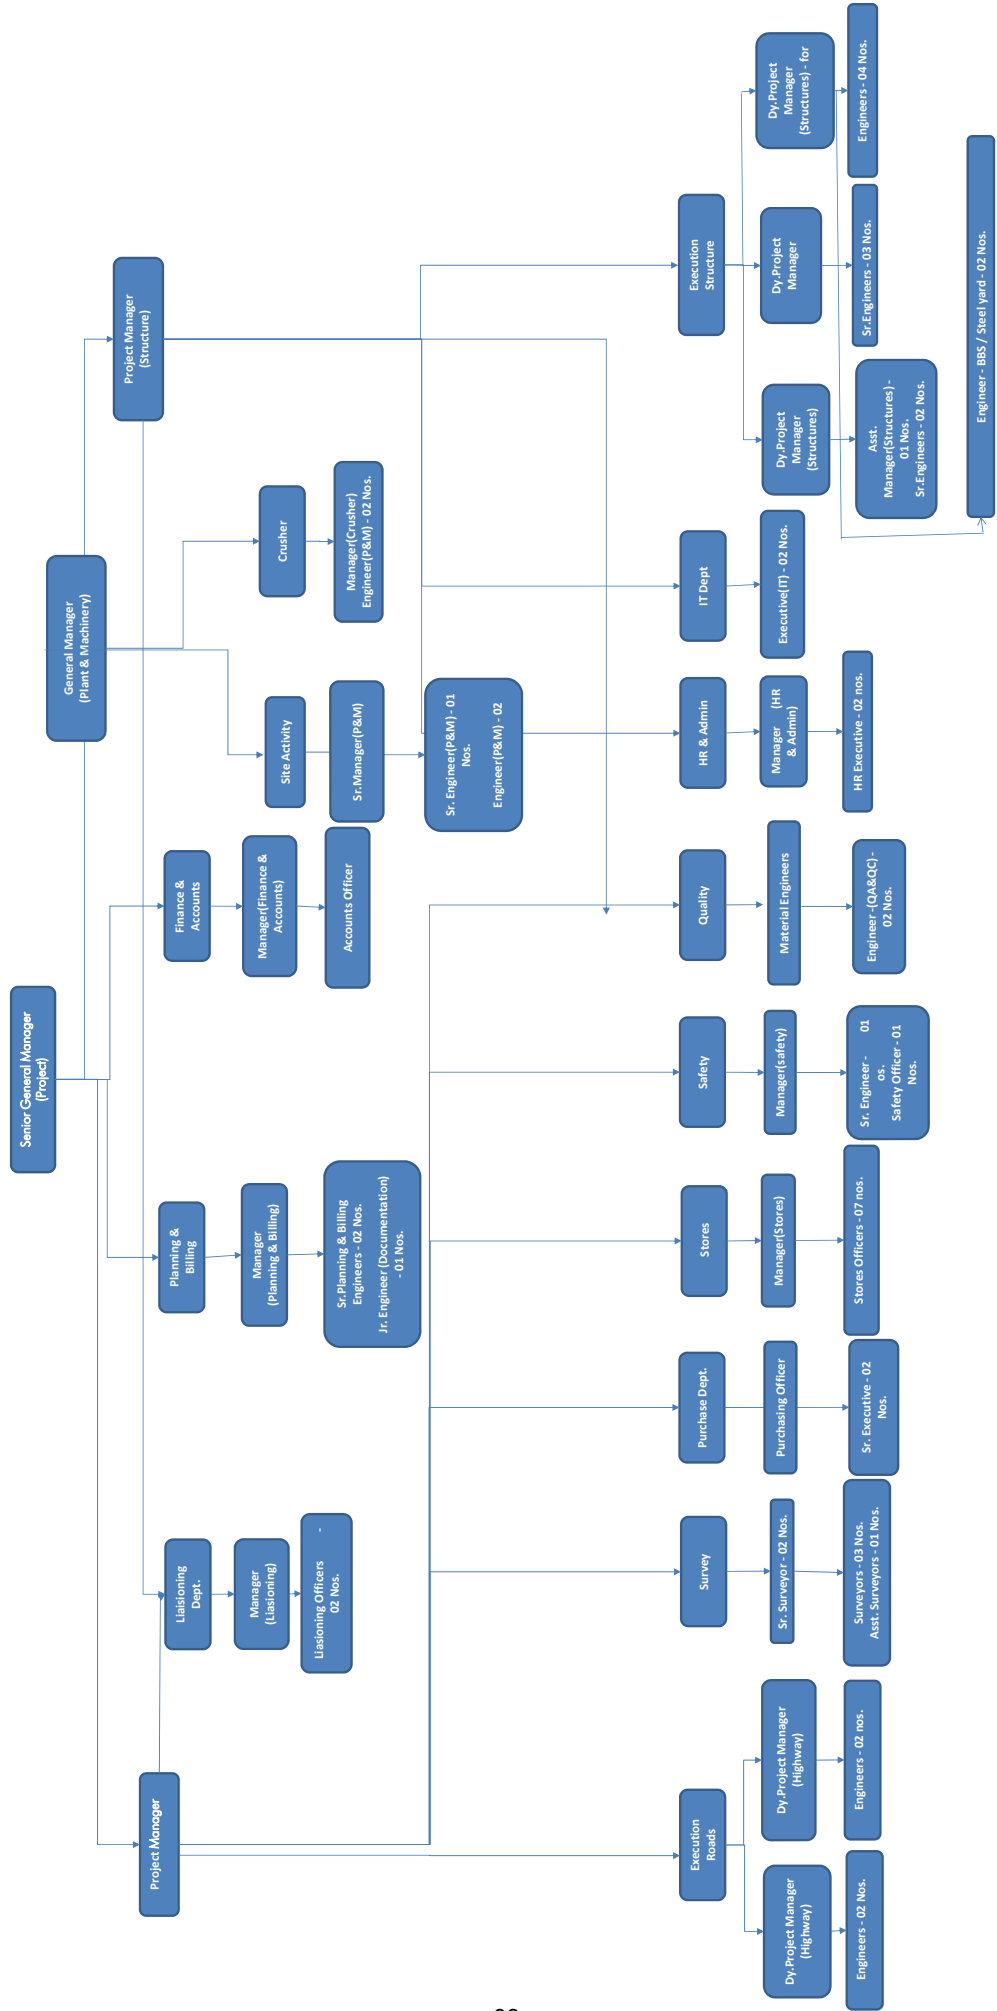 Senior General Manager
(Project)
General Manager
(Plant & Machinery)
Project Manager
(Structure)
Project Manager
Liaisioning
Dept.
Planning &
Billing
Finance &
Accounts
Site Activity
Crusher
Manager
(Liasioning)
Manager
(Planning & Billing)
Manager(Finance &
Accounts)
Sr.Manager(P&M)
Manager(Crusher)
Engineer(P&M) - 02 Nos.
Liasioning Officers -
02 Nos.
Sr.Planning & Billing
Engineers - 02 Nos.
Jr. Engineer (Documentation)
- 01 Nos.
Accounts Officer
Sr. Engineer(P&M) - 01
Nos.
Engineer(P&M) - 02
Execution
Roads
Survey
Purchase Dept.
Stores
Safety
Quality
HR & Admin
IT Dept
Execution
Structure
Dy.Project Manager
(Highway)
Dy.Project Manager
(Highway)
Sr. Surveyor - 02 Nos.
Purchasing Officer
Manager(Stores)
Manager(safety)
Material Engineers
Manager (HR
& Admin)
Executive(IT) - 02 Nos.
Dy.Project
Manager
(Structures)
Dy.Project
Manager
Dy.Project
Manager
(Structures) - for
Engineers - 02 Nos.
Engineers - 02 nos.
Surveyors - 03 Nos.
Asst. Surveyors - 01 Nos.
Sr. Executive - 02
Nos.
Stores Officers - 07 nos.
Sr. Engineer - 01
os.
Safety Officer - 01
Nos.
Engineer -(QA&QC) -
02 Nos.
HR Executive - 02 nos.
Asst.
Manager(Structures) -
01 Nos.
Sr.Engineers - 02 Nos.
Sr.Engineers - 03 Nos.
Engineers - 04 Nos.
Engineer - BBS / Steel yard - 02 Nos.